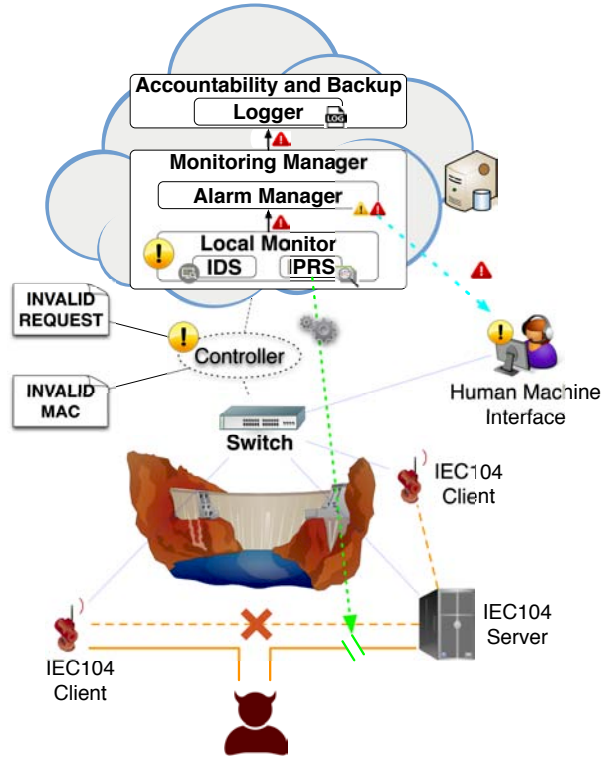 Accountability and Backup
Logger
LOG
Monitoring Manager
Alarm Manager
Local Monitor
IDS
IPRS
INVALID
REQUEST
Controller
INVALID
MAC
Human Machine
Interface
Switch
IEC104
Client
IEC104
Server
IEC104
Client